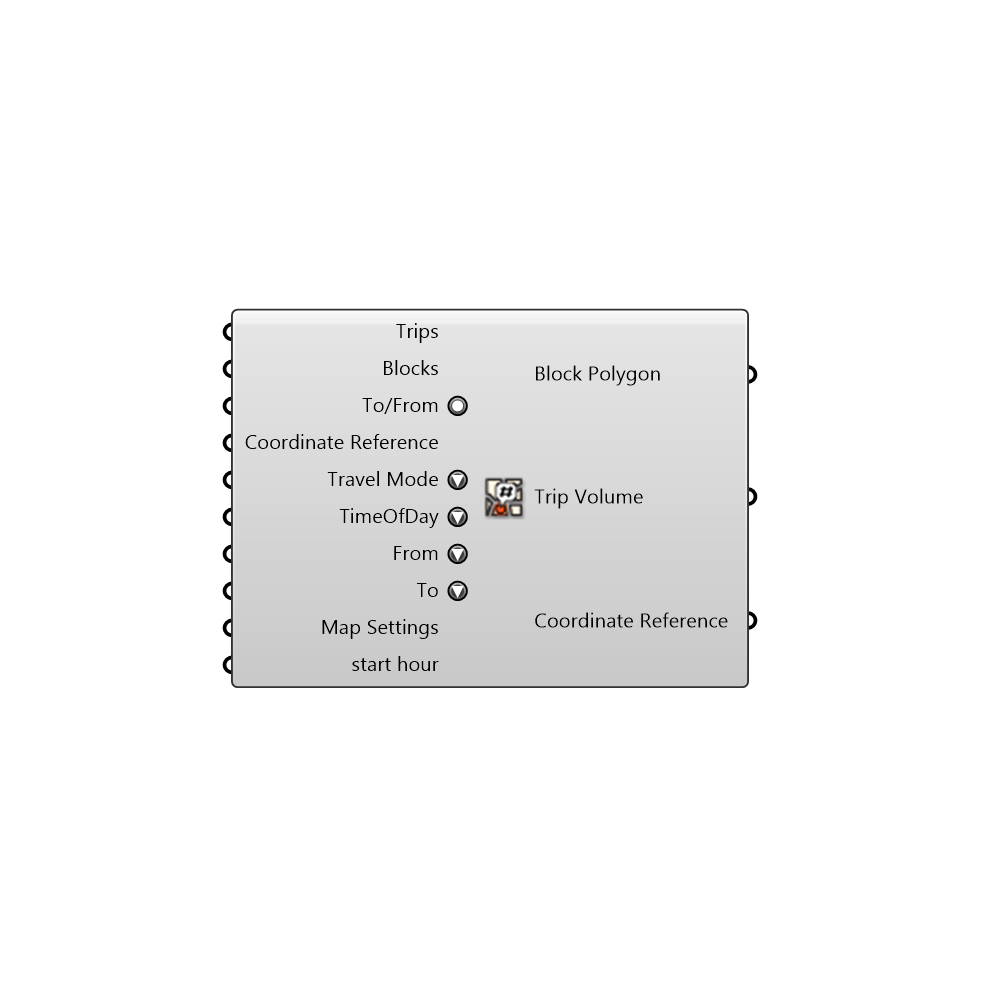 Trips
Blocks
To/From
Coordinate Reference
Travel Mode
TimeOfDay
From
To
Map Settings
start hour
#
Block Polygon
Trip Volume
Coordinate Reference